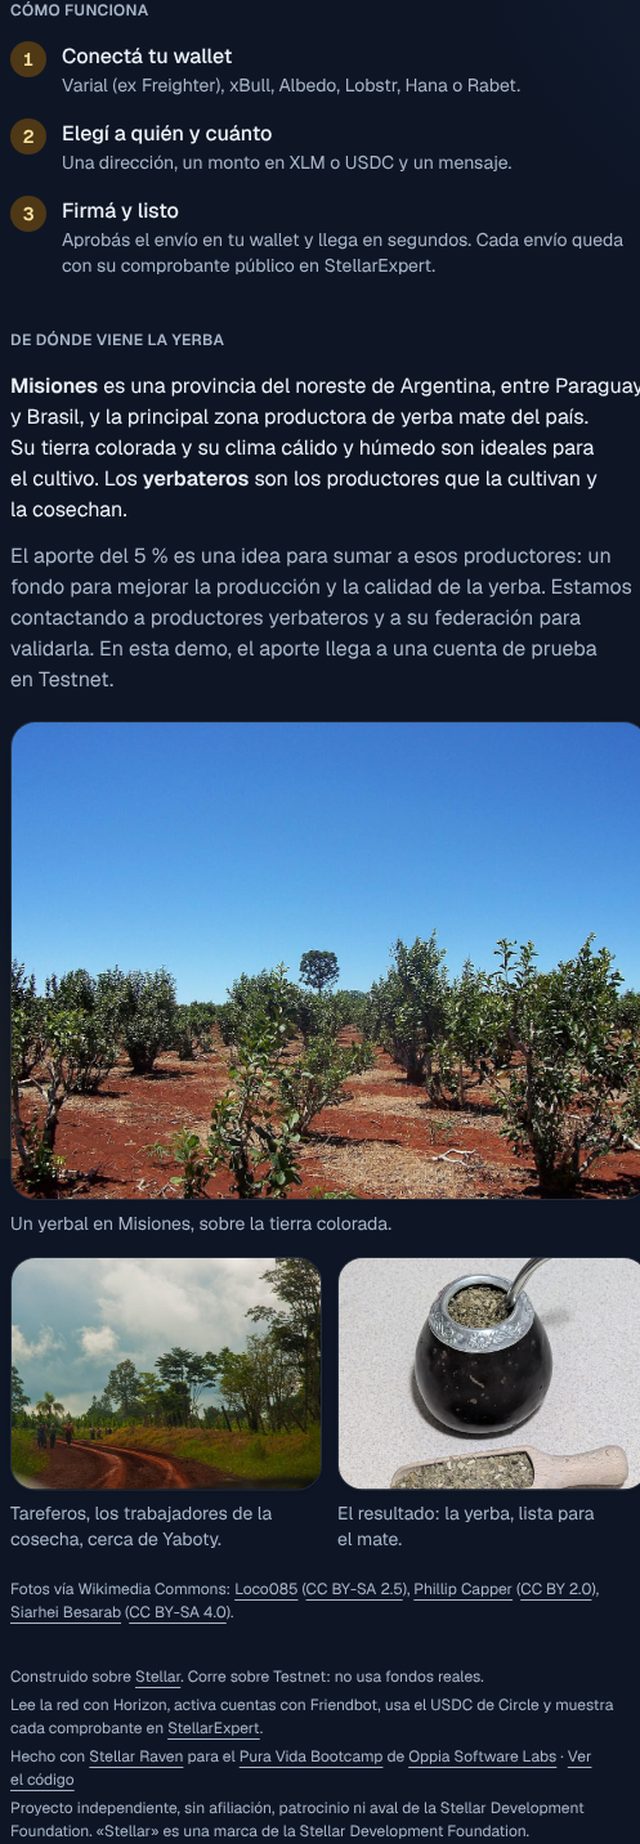 CÓMO FUNCIONA
1 Conectá tu wallet
Varial (ex Freighter), xBull, Albedo, Lobstr, Hana o Rabet.
2 Elegí a quién y cuánto
Una dirección, un monto en XLM o USDC y un mensaje.
3 Firmá y listo
Aprobás el envío en tu wallet y llega en segundos. Cada envío queda
con su comprobante público en StellarExpert.
DE DÓNDE VIENE LA YERBA
Misiones es una provincia del noreste de Argentina, entre Paraguay
y Brasil, y la principal zona productora de yerba mate del país.
Su tierra colorada y su clima cálido y húmedo son ideales para
el cultivo. Los yerbateros son los productores que la cultivan y
la cosechan.
El aporte del 5 % es una idea para sumar a esos productores: un
fondo para mejorar la producción y la calidad de la yerba. Estamos
contactando a productores yerbateros y a su federación para
validarla. En esta demo, el aporte llega a una cuenta de prueba
en Testnet.
Un yerbal en Misiones, sobre la tierra colorada.
Tareferos, los trabajadores de la
cosecha, cerca de Yaboty.
El resultado: la yerba, lista para
el mate.
Fotos vía Wikimedia Commons: Loco085 (CC BY-SA 2.5), Phillip Capper (CC BY 2.0),
Siarhei Besarab (CC BY-SA 4.0).
Construido sobre Stellar. Corre sobre Testnet: no usa fondos reales.
Lee la red con Horizon, activa cuentas con Friendbot, usa el USDC de Circle y muestra
cada comprobante en StellarExpert.
Hecho con Stellar Raven para el Pura Vida Bootcamp de Oppia Software Labs · Ver
el código
Proyecto independiente, sin afiliación, patrocinio ni aval de la Stellar Development
Foundation. «Stellar» es una marca de la Stellar Development Foundation.